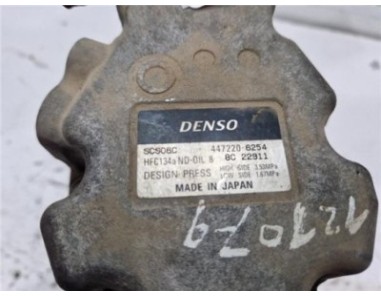 DENSO
SCS06C 447220-6254
HFC134a ND-OIL 8 8C 22911
DESIGN PRESS HIGH SIDE 3.53MPa
LOW SIDE 1.67MPa
MADE IN JAPAN
121079